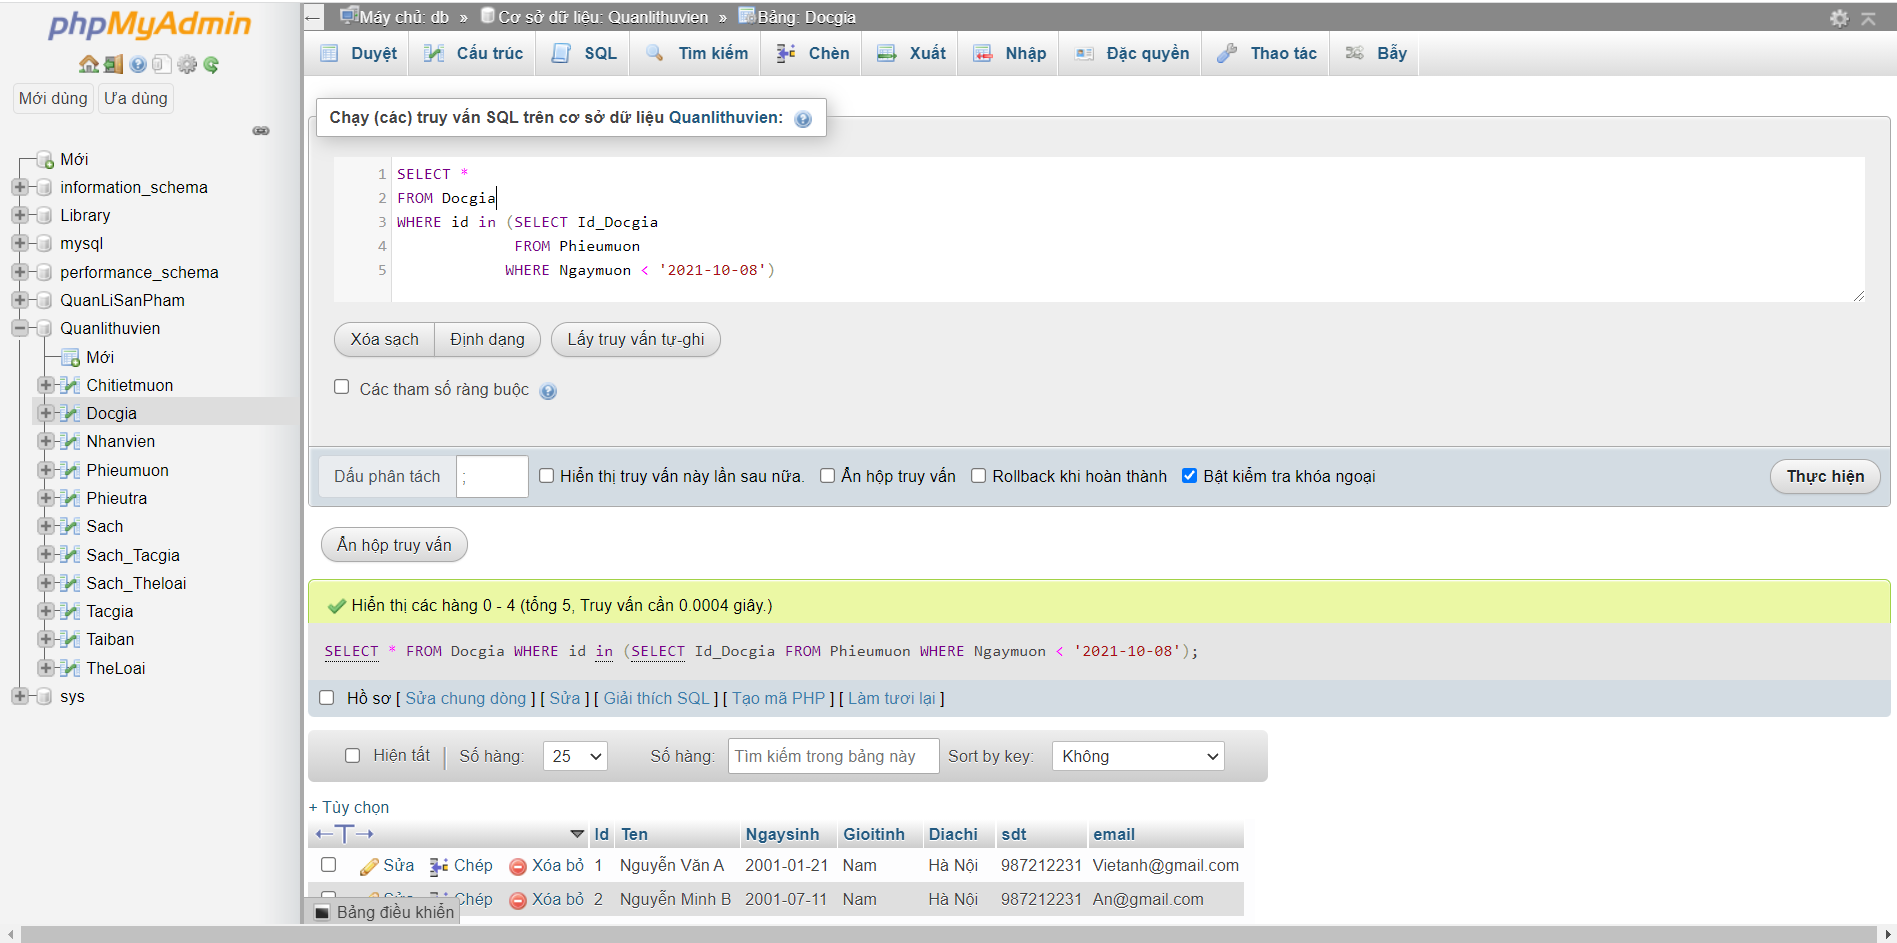 phpMyAdmin
Mới dùng Ưa dùng
Mới
information_schema
Library
mysql
performance_schema
QuanLiSanPham
Quanlithuvien
Mới
Chitietmuon
Docgia
Nhanvien
Phieumuon
Phieutra
Sach
Sach_Tacgia
Sach_Theloai
Tacgia
Taiban
TheLoai
sys
Máy chủ: db » Cơ sở dữ liệu: Quanlithuvien » Bảng: Docgia
Duyệt Cấu trúc SQL Tìm kiếm Chèn Xuất Nhập Đặc quyền Thao tác Bẫy
Chạy (các) truy vấn SQL trên cơ sở dữ liệu Quanlithuvien:
1 SELECT *
2 FROM Docgia
3 WHERE id in (SELECT Id_Docgia
4 FROM Phieumuon
5 WHERE Ngaymuon < '2021-10-08')
Xóa sạch Định dạng Lấy truy vấn tự-ghi
Các tham số ràng buộc
Dấu phân tách ; Hiển thị truy vấn này lần sau nữa. Ẩn hộp truy vấn Rollback khi hoàn thành Bật kiểm tra khóa ngoại Thực hiện
Ẩn hộp truy vấn
Hiển thị các hàng 0 - 4 (tổng 5, Truy vấn cần 0.0004 giây.)
SELECT * FROM Docgia WHERE id in (SELECT Id_Docgia FROM Phieumuon WHERE Ngaymuon < '2021-10-08');
Hồ sơ [ Sửa chung dòng ] [ Sửa ] [ Giải thích SQL ] [ Tạo mã PHP ] [ Làm tươi lại ]
Hiện tất Số hàng: 25 Số hàng: Tìm kiếm trong bảng này Sort by key: Không
+ Tùy chọn
←T→ Id Ten Ngaysinh Gioitinh Diachi sdt email
Sửa Chép Xóa bỏ 1 Nguyễn Văn A 2001-01-21 Nam Hà Nội 987212231 Vietanh@gmail.com
Sửa Chép Xóa bỏ 2 Nguyễn Minh B 2001-07-11 Nam Hà Nội 987212231 An@gmail.com
Bảng điều khiển